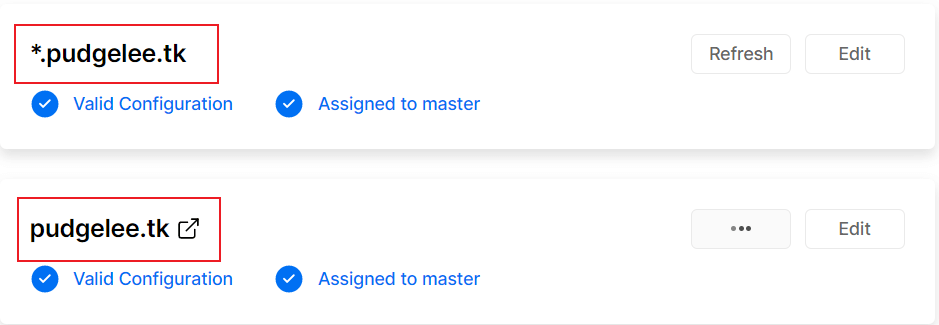 *.pudgelee.tk
Refresh
Edit
Valid Configuration
Assigned to master
pudgelee.tk
Edit
Valid Configuration
Assigned to master